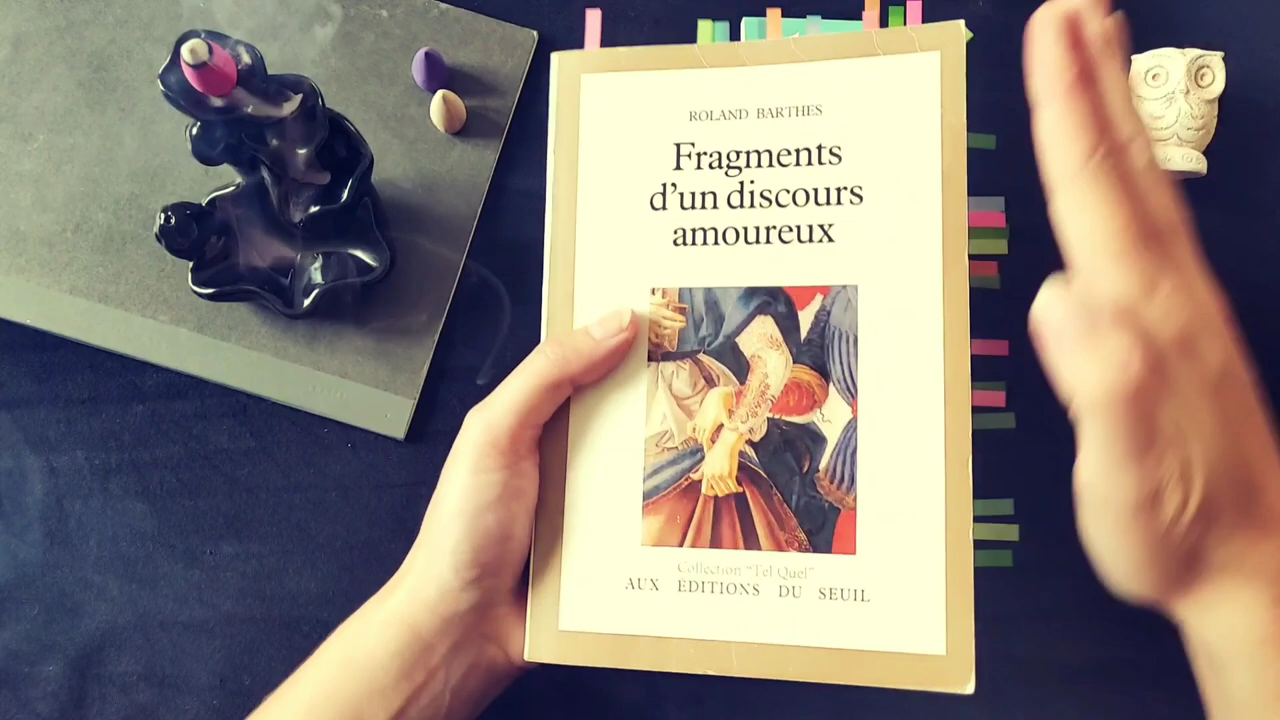 ROLAND BARTHES
Fragments
d'un discours
amoureux
Collection "Tel Quel"
AUX ÉDITIONS DU SEUIL